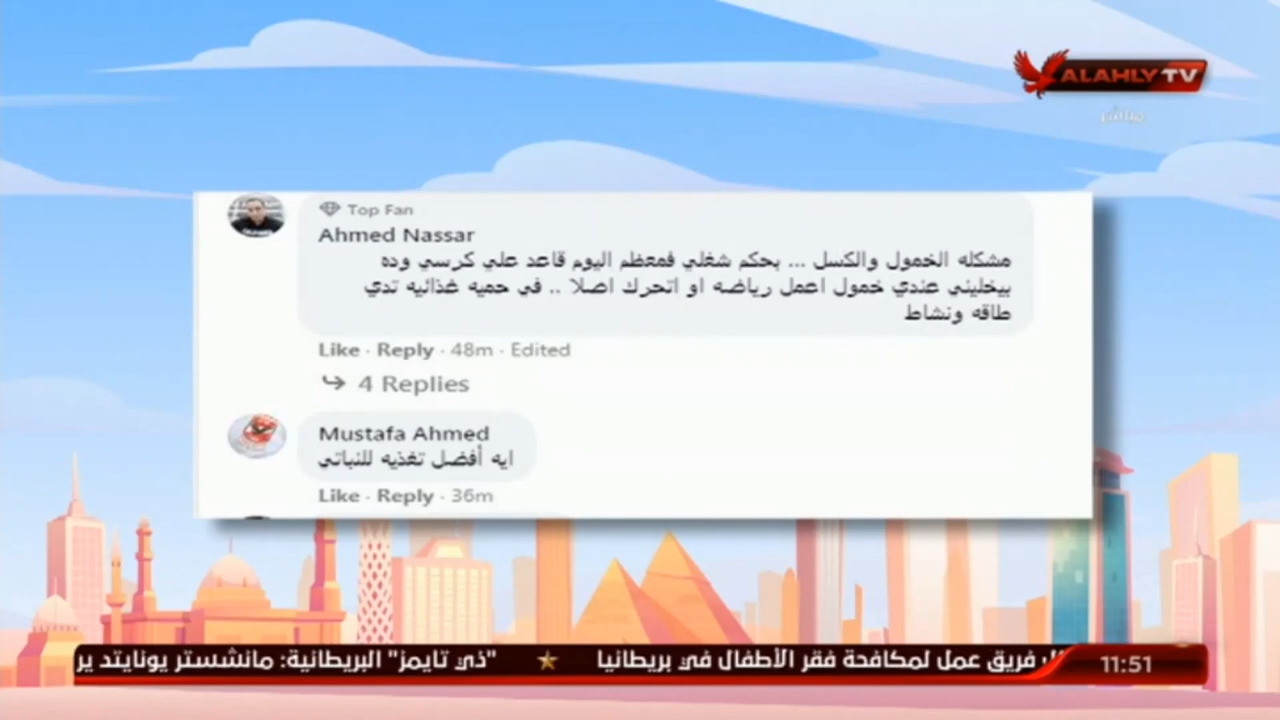 ALAHLY TV
مباشر
Top Fan
Ahmed Nassar
مشكله الخمول والكسل ... بحكم شغلي فمعظم اليوم قاعد علي كرسي وده
بيخليني عندي خمول اعمل رياضه او اتحرك اصلا .. في حميه غذائيه تدي
طاقه ونشاط
Like · Reply · 48m · Edited
4 Replies
Mustafa Ahmed
ايه أفضل تغذيه للنباتي
Like · Reply · 36m
فريق عمل لمكافحة فقر الأطفال في بريطانيا ★ "ذي تايمز" البريطانية: مانشستر يونايتد
11:51